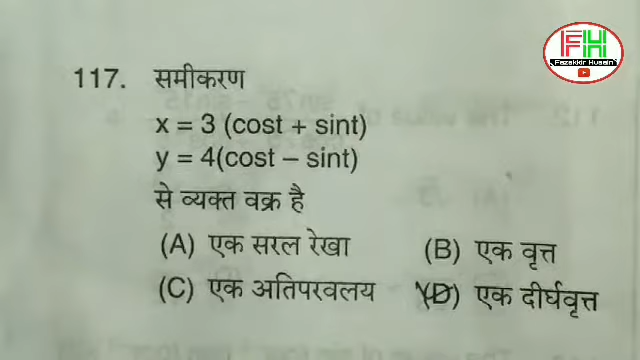 FH
Fazakkir Husain
117. समीकरण
x = 3 (cost + sint)
y = 4(cost – sint)
से व्यक्त वक्र है
(A) एक सरल रेखा (B) एक वृत्त
(C) एक अतिपरवलय (D) एक दीर्घवृत्त